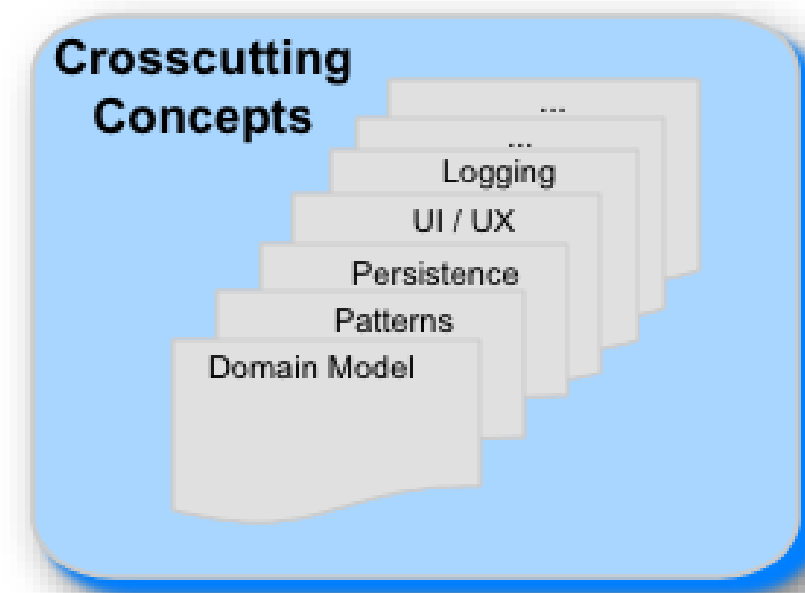 Crosscutting
Concepts
...
...
Logging
UI / UX
Persistence
Patterns
Domain Model